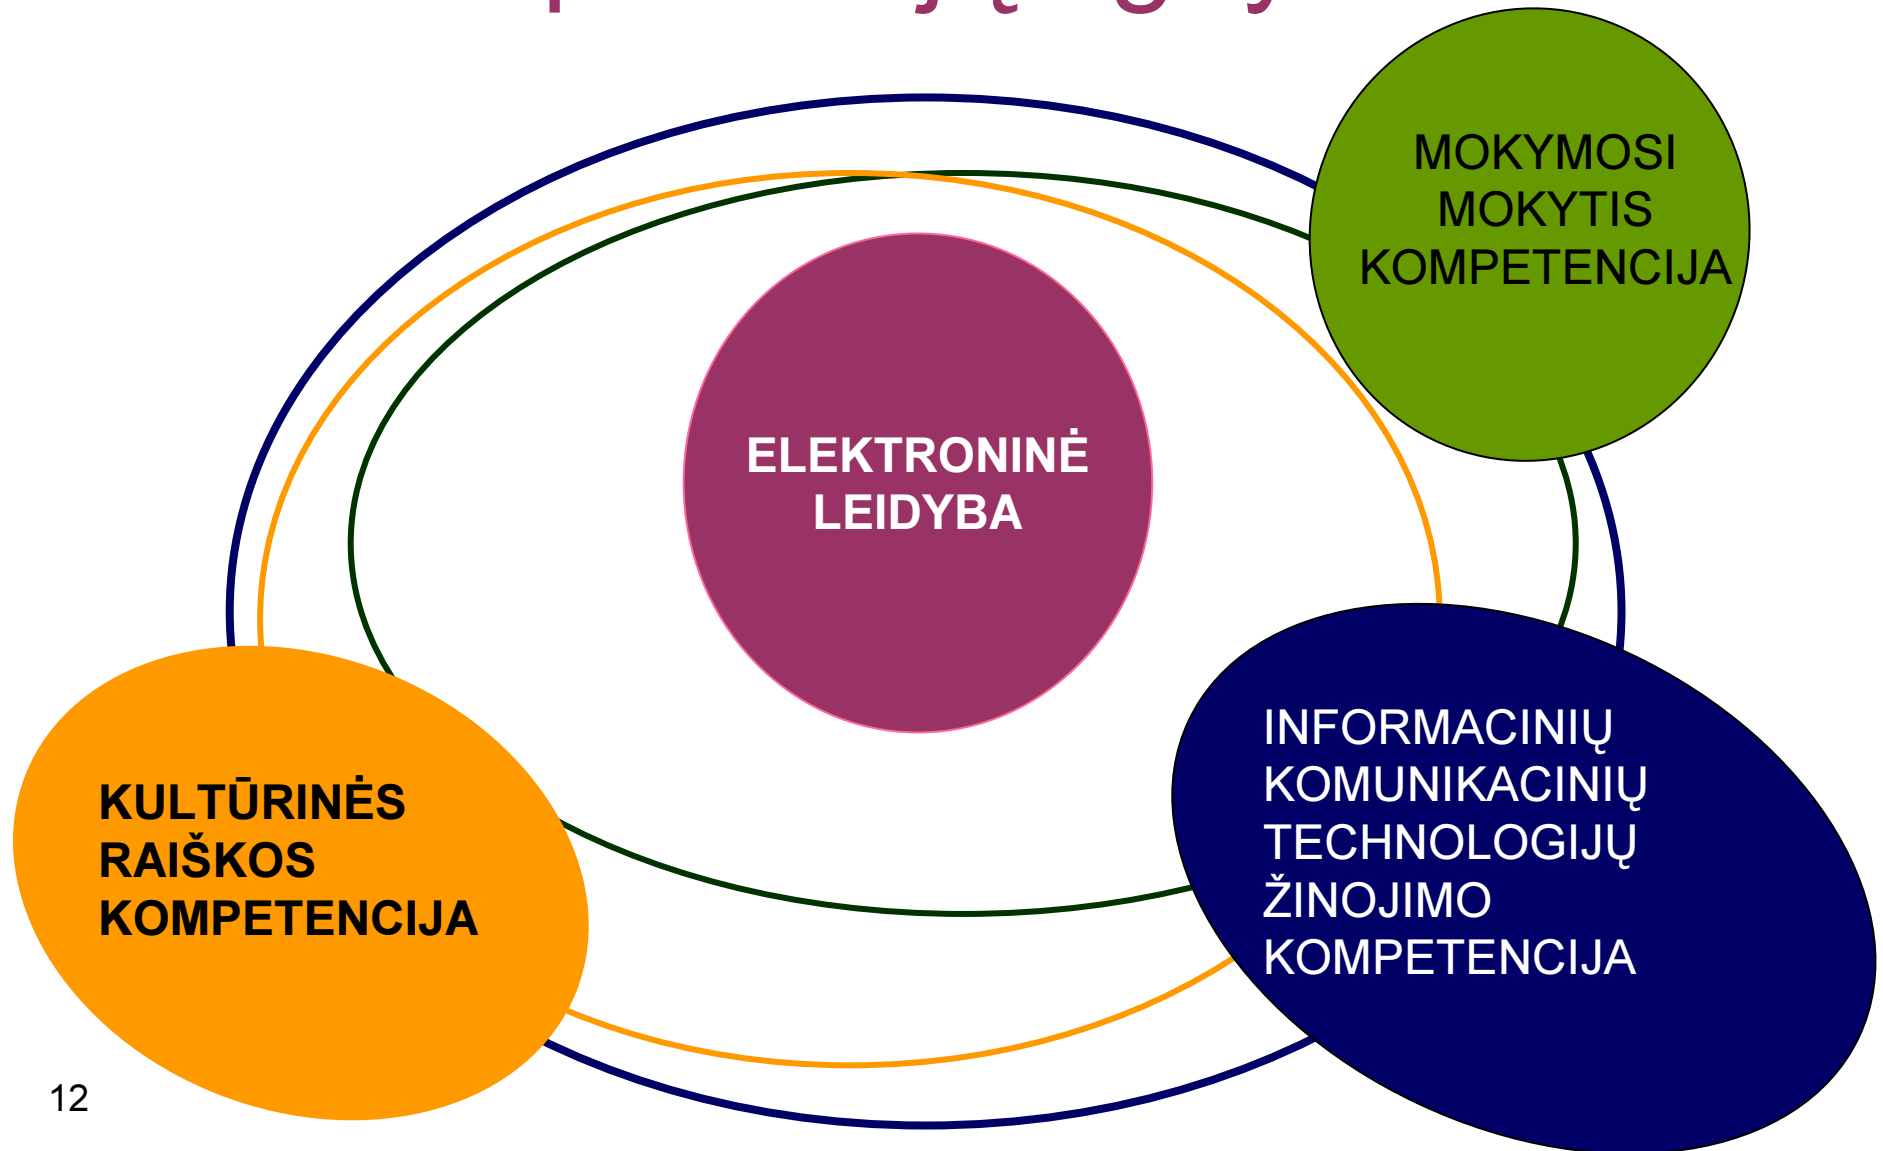 MOKYMOSI
MOKYTIS
KOMPETENCIJA
ELEKTRONINĖ
LEIDYBA
KULTŪRINĖS
RAIŠKOS
KOMPETENCIJA
INFORMACINIŲ
KOMUNIKACINIŲ
TECHNOLOGIJŲ
ŽINOJIMO
KOMPETENCIJA
12